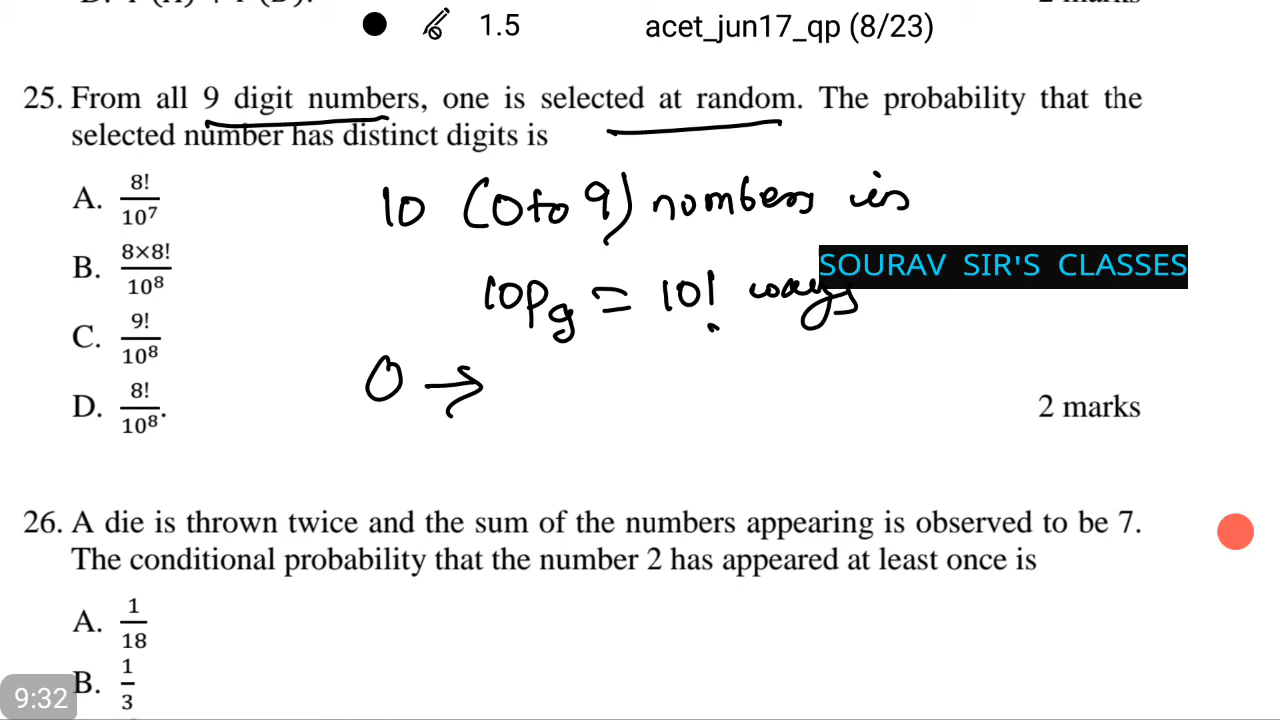 1.5 acet_jun17_qp (8/23)
2 marks
25. From all 9 digit numbers, one is selected at random. The probability that the
selected number has distinct digits is
A. 8!/10⁷
B. 8×8!/10⁸
C. 9!/10⁸
D. 8!/10⁸.
10 (0 to 9) numbers is
SOURAV SIR'S CLASSES
10P9 = 10! ways
0 →
2 marks
26. A die is thrown twice and the sum of the numbers appearing is observed to be 7.
The conditional probability that the number 2 has appeared at least once is
A. 1/18
B. 1/3
9:32